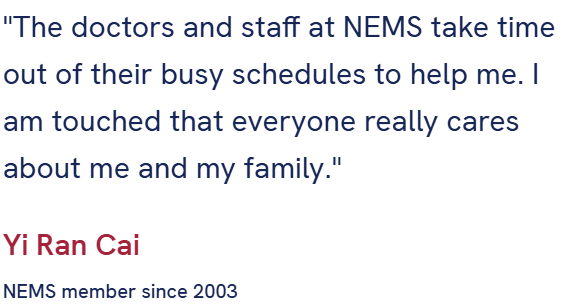 "The doctors and staff at NEMS take time
out of their busy schedules to help me. I
am touched that everyone really cares
about me and my family."
Yi Ran Cai
NEMS member since 2003